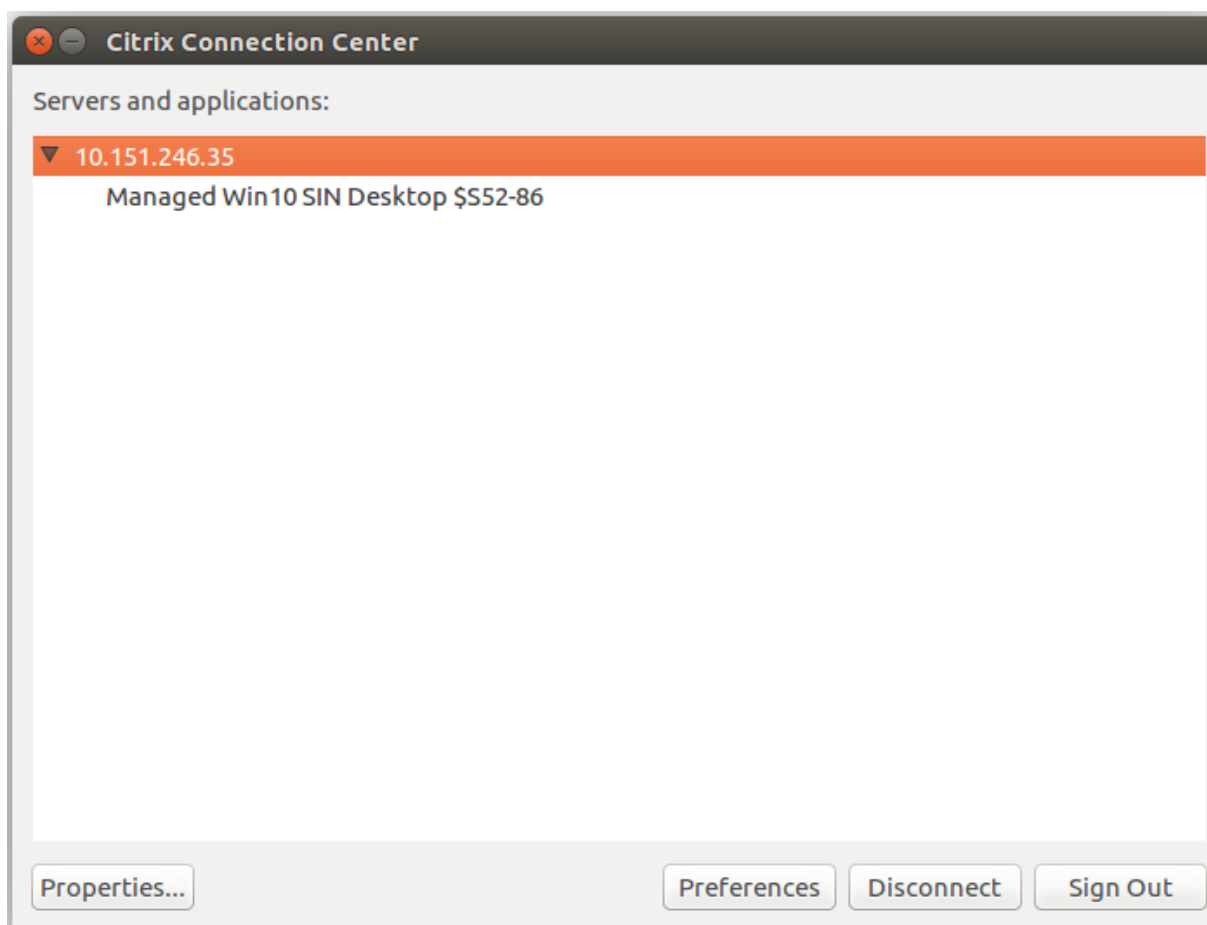 Citrix Connection Center
Servers and applications:
10.151.246.35
Managed Win10 SIN Desktop $S52-86
Properties...
Preferences
Disconnect
Sign Out